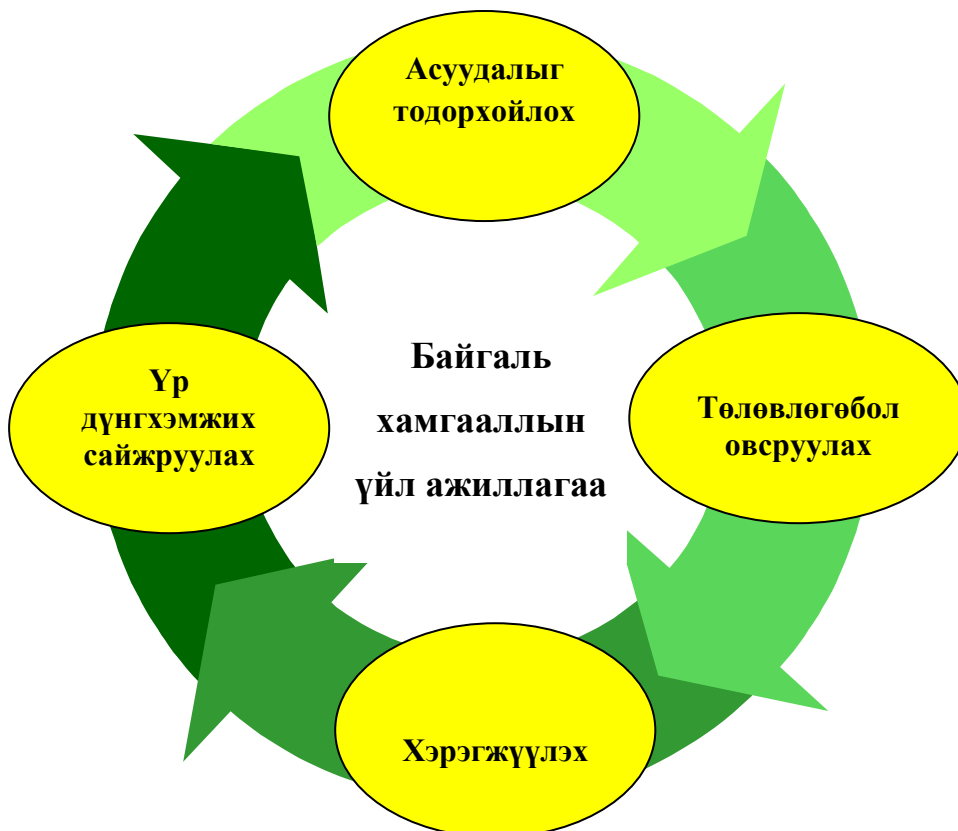 Асуудалыг
тодорхойлох
Төлөвлөгөбол
овсруулах
Хэрэгжүүлэх
Үр
дүнгхэмжих
сайжруулах
Байгаль
хамгааллын
үйл ажиллагаа